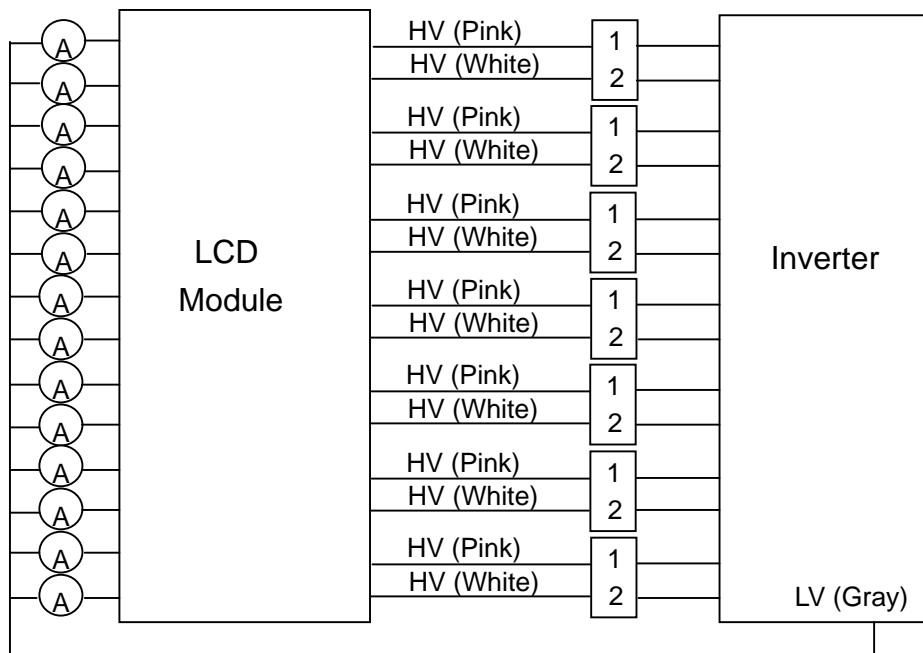 A
A
A
A
A
A
A
A
A
A
A
A
A
A
LCD
Module
HV (Pink)
HV (White)
1
2
HV (Pink)
HV (White)
1
2
HV (Pink)
HV (White)
1
2
HV (Pink)
HV (White)
1
2
HV (Pink)
HV (White)
1
2
HV (Pink)
HV (White)
1
2
HV (Pink)
HV (White)
1
2
Inverter
LV (Gray)